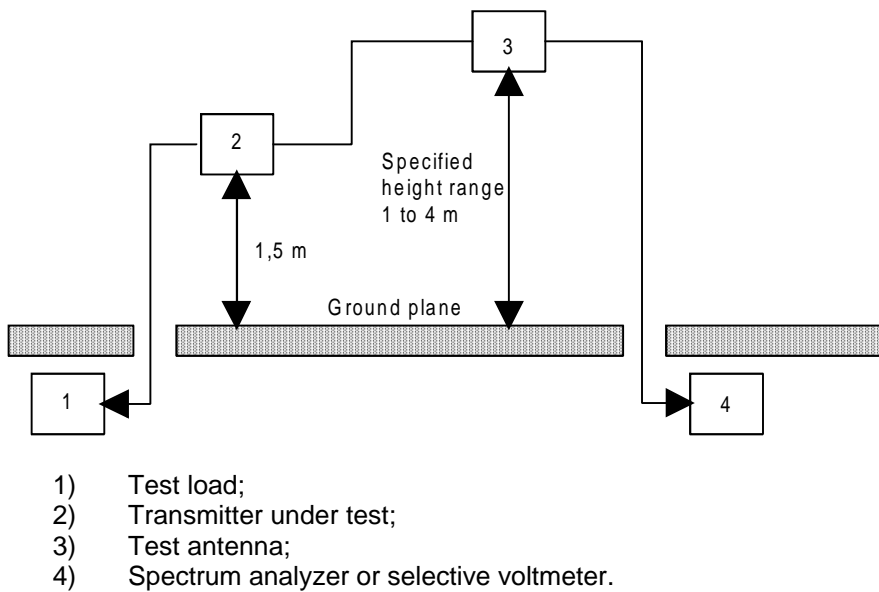 3
2
Specified
height range
1 to 4 m
1,5 m
Ground plane
1
4
1) Test load;
2) Transmitter under test;
3) Test antenna;
4) Spectrum analyzer or selective voltmeter.